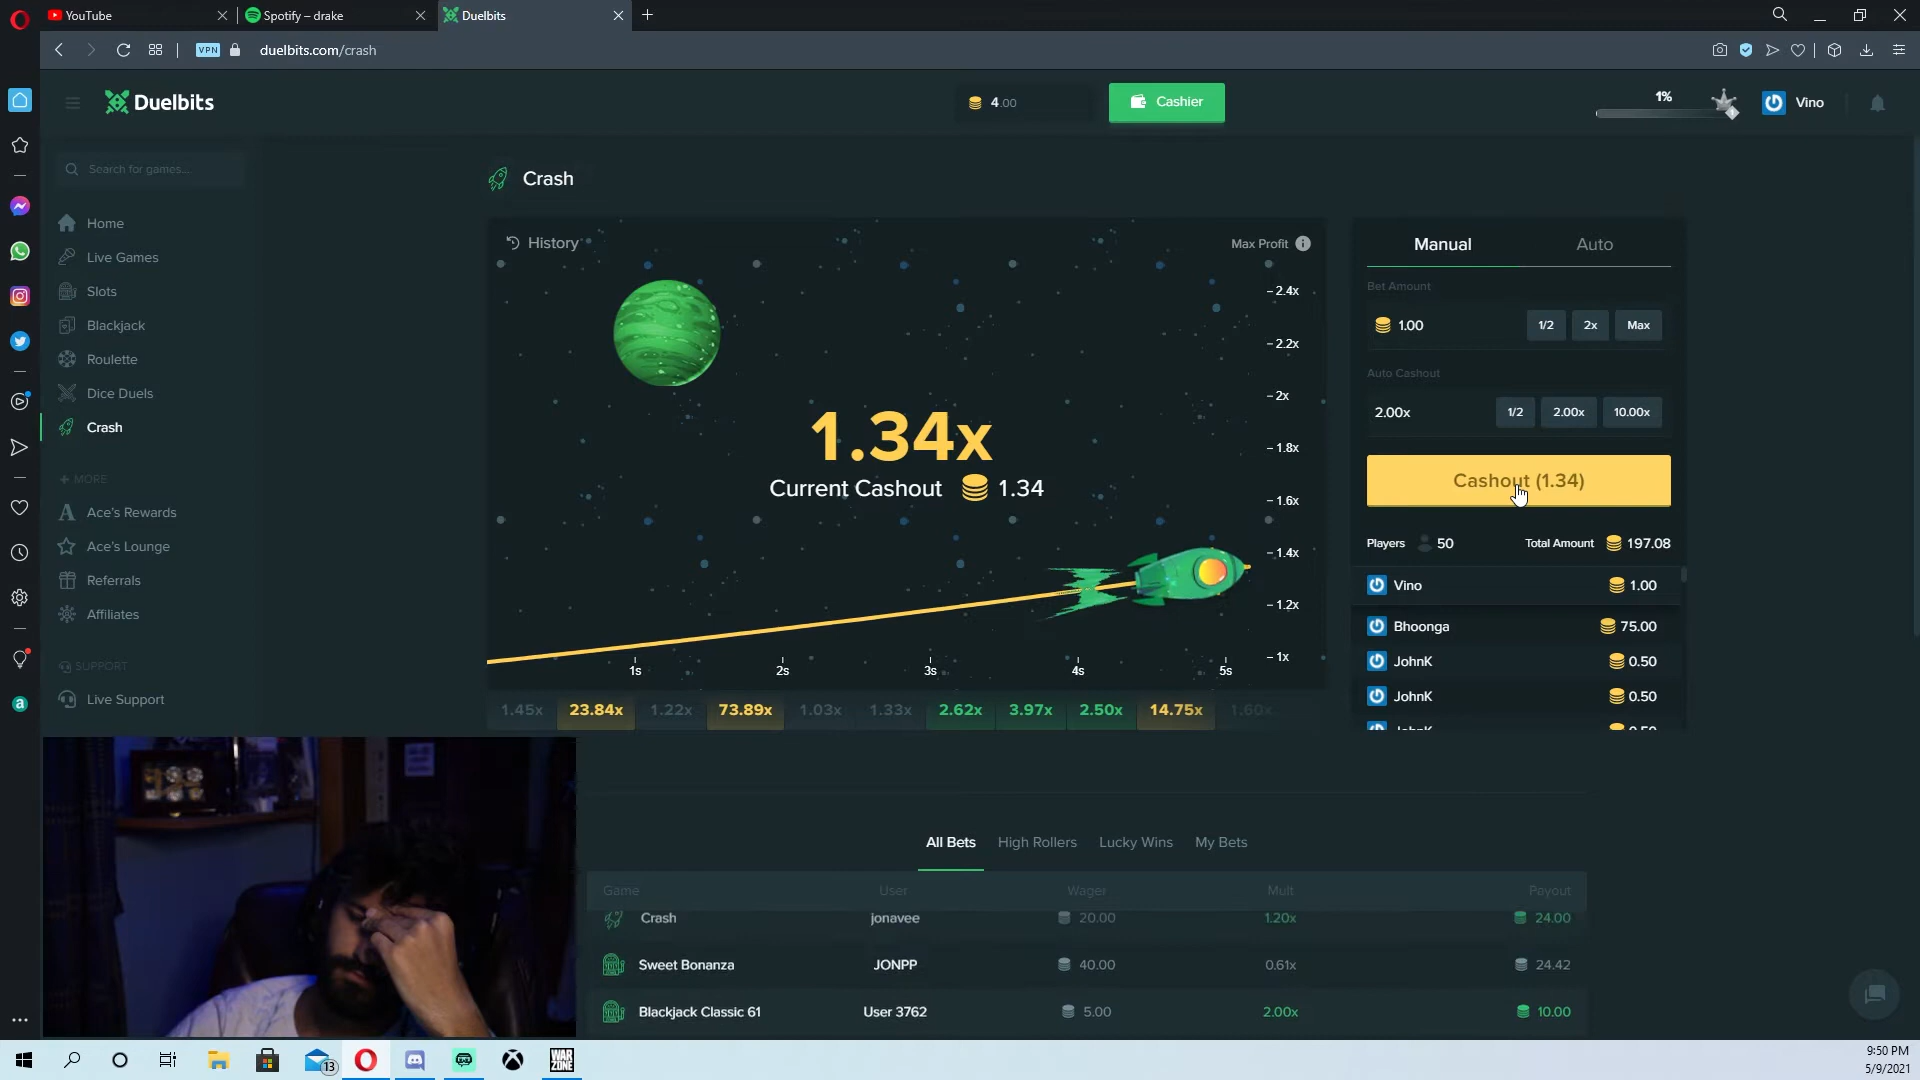 YouTube
Spotify – drake
Duelbits
VPN
duelbits.com/crash
Duelbits
4.00
Cashier
1%
Vino
Search for games...
Home
Live Games
Slots
Blackjack
Roulette
Dice Duels
Crash
MORE
Ace's Rewards
Ace's Lounge
Referrals
Affiliates
SUPPORT
Live Support
Crash
History
Max Profit
2.4x
2.2x
2x
1.8x
1.6x
1.4x
1.2x
1x
1.34x
Current Cashout 1.34
1s 2s 3s 4s 5s
1.45x 23.84x 1.22x 73.89x 1.03x 1.33x 2.62x 3.97x 2.50x 14.75x 1.60x
Manual Auto
Bet Amount
1.00 1/2 2x Max
Auto Cashout
2.00x 1/2 2.00x 10.00x
Cashout (1.34)
Players 50 Total Amount 197.08
Vino 1.00
Bhoonga 75.00
JohnK 0.50
JohnK 0.50
JohnK 0.50
All Bets High Rollers Lucky Wins My Bets
Game User Wager Mult Payout
Crash jonavee 20.00 1.20x 24.00
Sweet Bonanza JONPP 40.00 0.61x 24.42
Blackjack Classic 61 User 3762 5.00 2.00x 10.00
13
WAR
ZONE
9:50 PM
5/9/2021